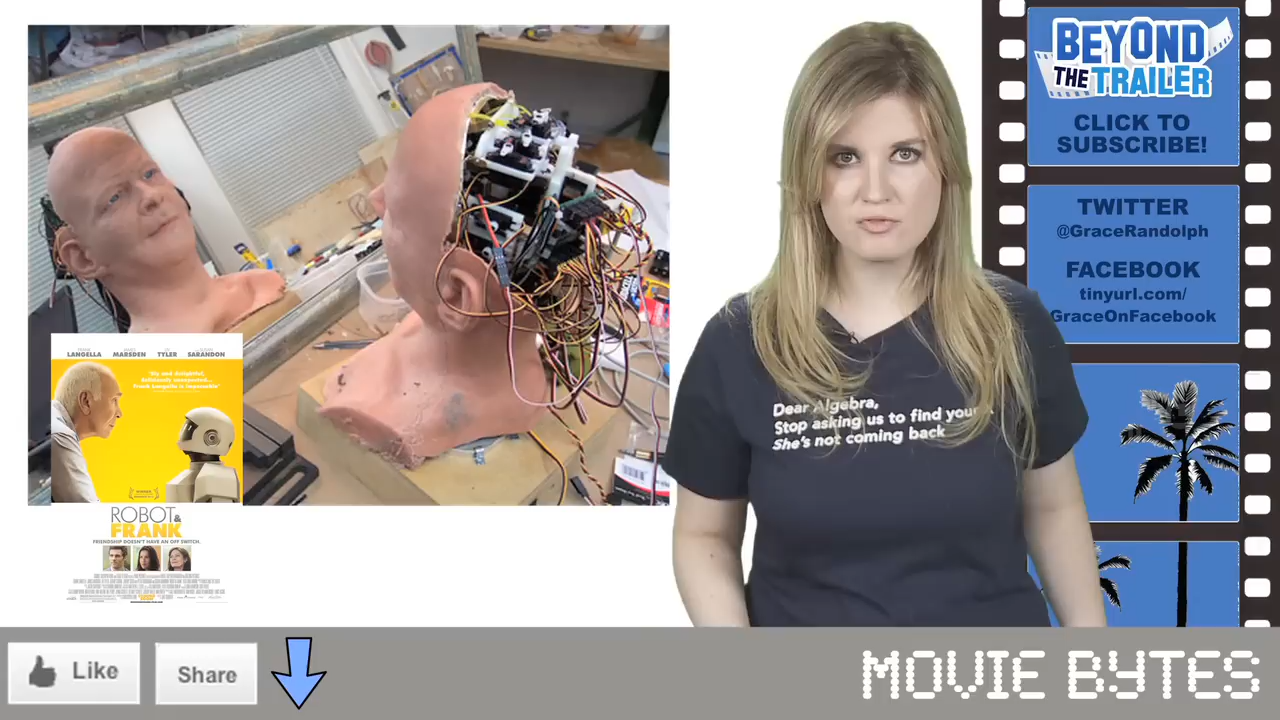 BEYOND
THE TRAILER
CLICK TO
SUBSCRIBE!
TWITTER
@GraceRandolph
FACEBOOK
tinyurl.com/
GraceOnFacebook
Dear Algebra,
Stop asking us to find your
She's not coming back
LANGELLA MARSDEN TYLER SARANDON
ROBOT &
FRANK
FRIENDSHIP DOESN'T HAVE AN OFF SWITCH.
Like
Share
MOVIE BYTES